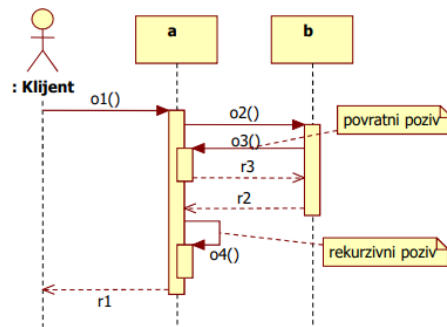 a
b
: Klijent
o1()
o2()
povratni poziv
o3()
r3
r2
o4()
rekurzivni poziv
r1